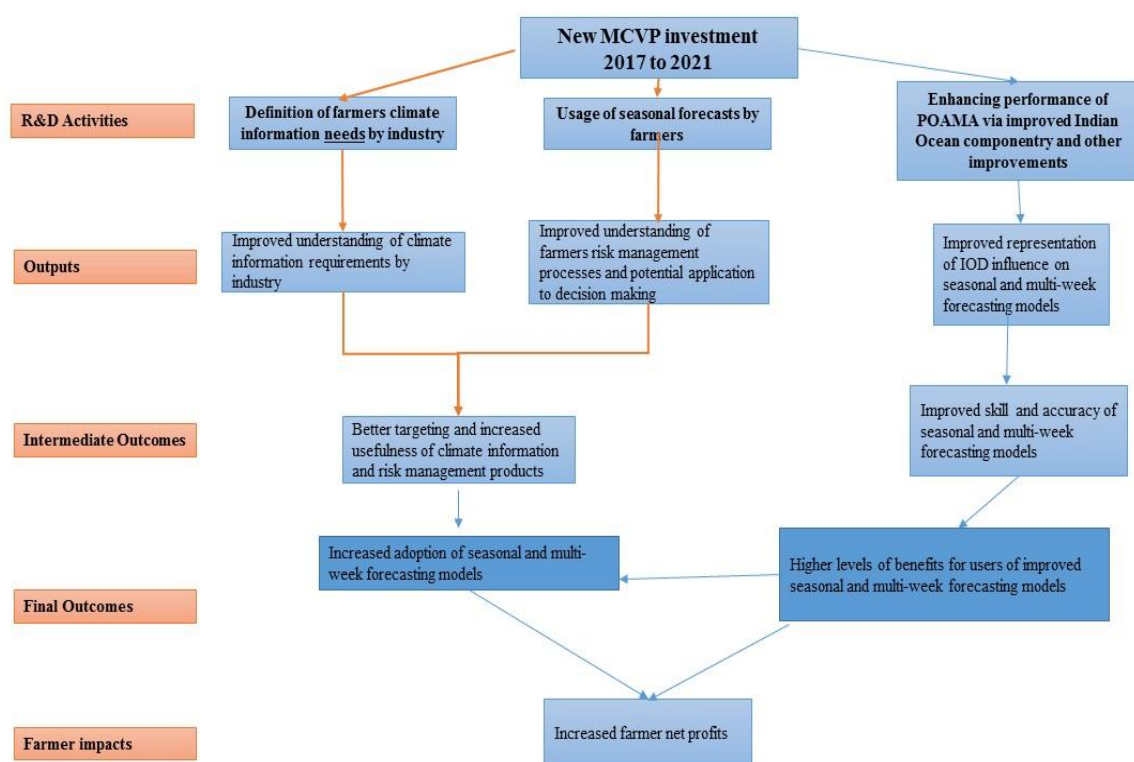 New MCVP investment
2017 to 2021
R&D Activities
Definition of farmers climate
information needs by industry
Usage of seasonal forecasts by
farmers
Enhancing performance of
POAMA via improved Indian
Ocean componentry and other
improvements
Outputs
Improved understanding of climate
information requirements by
industry
Improved understanding of
farmers risk management
processes and potential application
to decision making
Improved representation
of IOD influence on
seasonal and multi-week
forecasting models
Intermediate Outcomes
Better targeting and increased
usefulness of climate information
and risk management products
Improved skill and accuracy of
seasonal and multi-week
forecasting models
Final Outcomes
Increased adoption of seasonal and multi-
week forecasting models
Higher levels of benefits for users of improved
seasonal and multi-week forecasting models
Farmer impacts
Increased farmer net profits